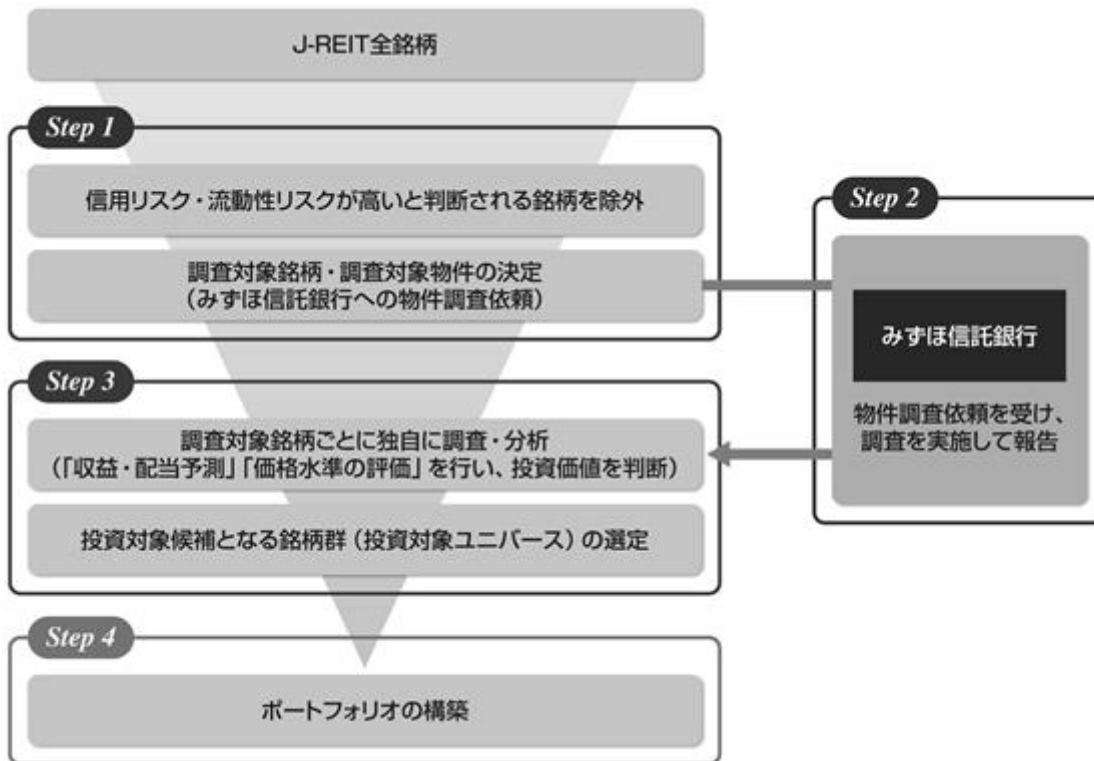 J-REIT全銘柄
Step 1
信用リスク・流動性リスクが高いと判断される銘柄を除外
調査対象銘柄・調査対象物件の決定
（みずほ信託銀行への物件調査依頼）
Step 2
みずほ信託銀行
物件調査依頼を受け、
調査を実施して報告
Step 3
調査対象銘柄ごとに独自に調査・分析
（「収益・配当予測」「価格水準の評価」を行い、投資価値を判断）
投資対象候補となる銘柄群（投資対象ユニバース）の選定
Step 4
ポートフォリオの構築